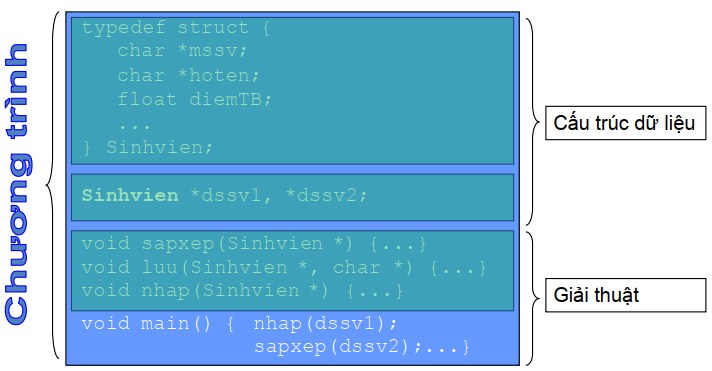 Chương trình
typedef struct {
char *mssv;
char *hoten;
float diemTB;
...
} Sinhvien;
Sinhvien *dssv1, *dssv2;
void sapxep(Sinhvien *) {...}
void luu(Sinhvien *, char *) {...}
void nhap(Sinhvien *) {...}
void main() { nhap(dssv1);
sapxep(dssv2);...}
Cấu trúc dữ liệu
Giải thuật